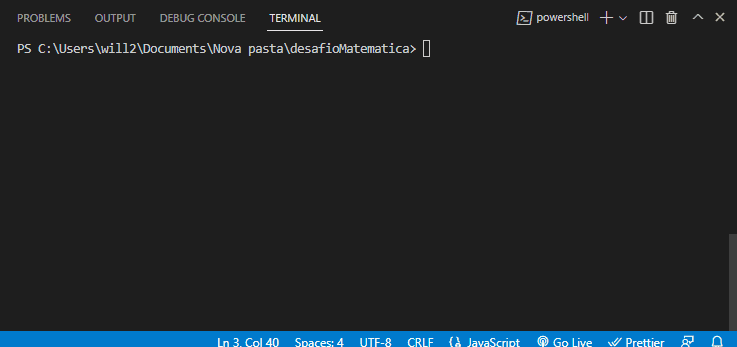 PROBLEMS OUTPUT DEBUG CONSOLE TERMINAL powershell
PS C:\Users\will2\Documents\Nova pasta\desafioMatematica>
Ln 3, Col 40 Spaces: 4 UTF-8 CRLF JavaScript Go Live Prettier